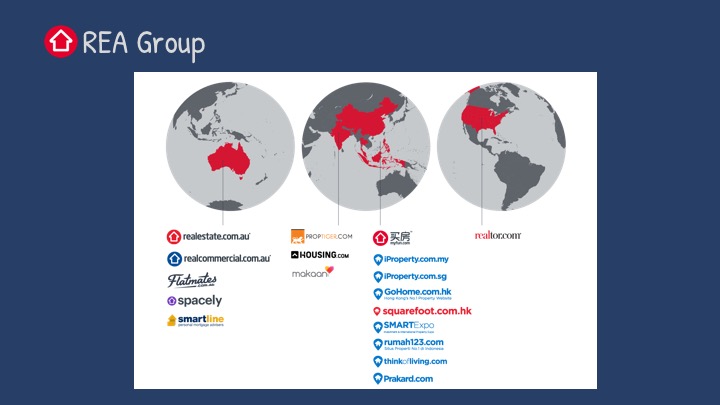 REA Group
realestate.com.au
realcommercial.com.au
Flatmates
.com.au
spacely
smartline
personal mortgage advisers
PROPTIGER.COM
HOUSING.COM
makaan
买房
myfun.com
iProperty.com.my
iProperty.com.sg
GoHome.com.hk
Hong Kong's No.1 Property Website
squarefoot.com.hk
SMARTExpo
rumah123.com
Situs Properti No.1 di Indonesia
thinkofliving.com
Prakard.com
realtor.com